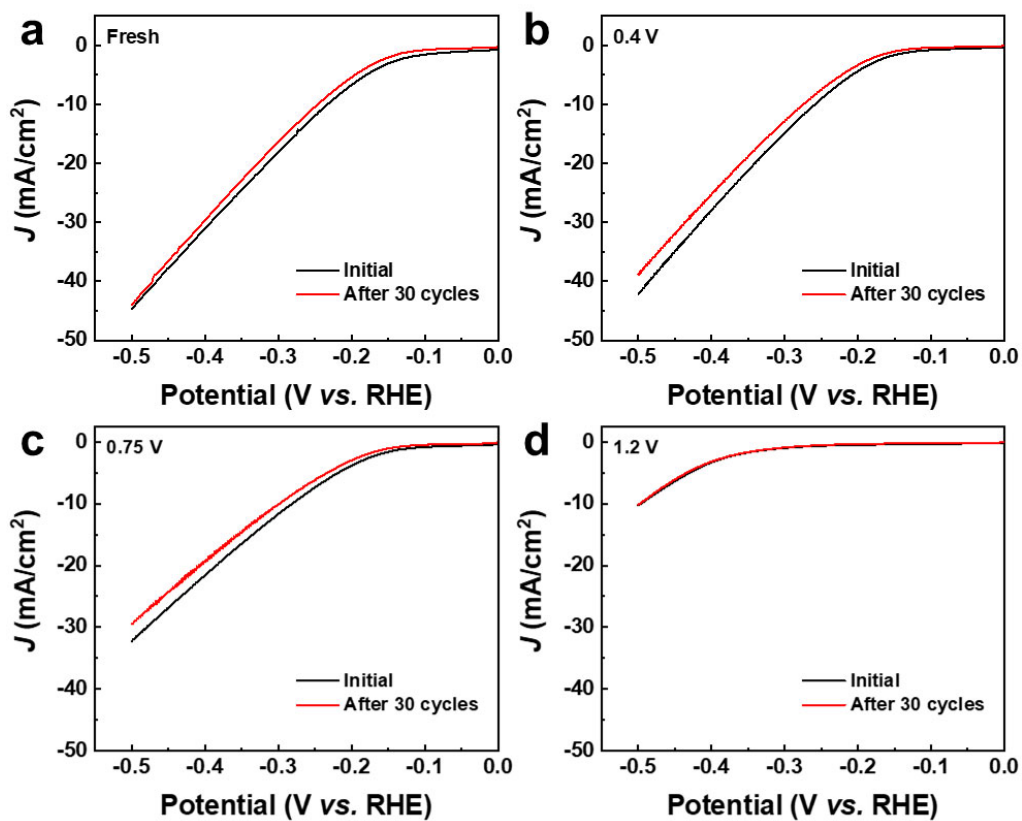 a
Fresh
0
-10
-20
-30
-40
-50
J (mA/cm²)
Initial
After 30 cycles
-0.5 -0.4 -0.3 -0.2 -0.1 0.0
Potential (V vs. RHE)
b
0.4 V
0
-10
-20
-30
-40
-50
J (mA/cm²)
Initial
After 30 cycles
-0.5 -0.4 -0.3 -0.2 -0.1 0.0
Potential (V vs. RHE)
c
0.75 V
0
-10
-20
-30
-40
-50
J (mA/cm²)
Initial
After 30 cycles
-0.5 -0.4 -0.3 -0.2 -0.1 0.0
Potential (V vs. RHE)
d
1.2 V
0
-10
-20
-30
-40
-50
J (mA/cm²)
Initial
After 30 cycles
-0.5 -0.4 -0.3 -0.2 -0.1 0.0
Potential (V vs. RHE)